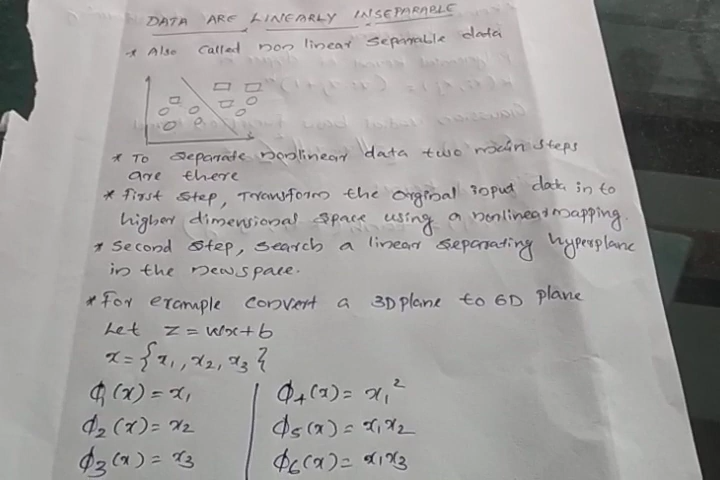 DATA ARE LINEARLY INSEPARABLE
* Also called non linear separable data
* To separate nonlinear data two main steps
are there
* first step, Transform the orginal input data in to
higher dimensional space using a nonlinear mapping.
* Second step, search a linear separating hyperplane
in the new space.
* For example convert a 3D plane to 6D plane
Let z = wx+b
x = {x₁, x₂, x₃}
ϕ₁(x) = x₁
ϕ₂(x) = x₂
ϕ₃(x) = x₃
ϕ₄(x) = x₁²
ϕ₅(x) = x₁x₂
ϕ₆(x) = x₁x₃